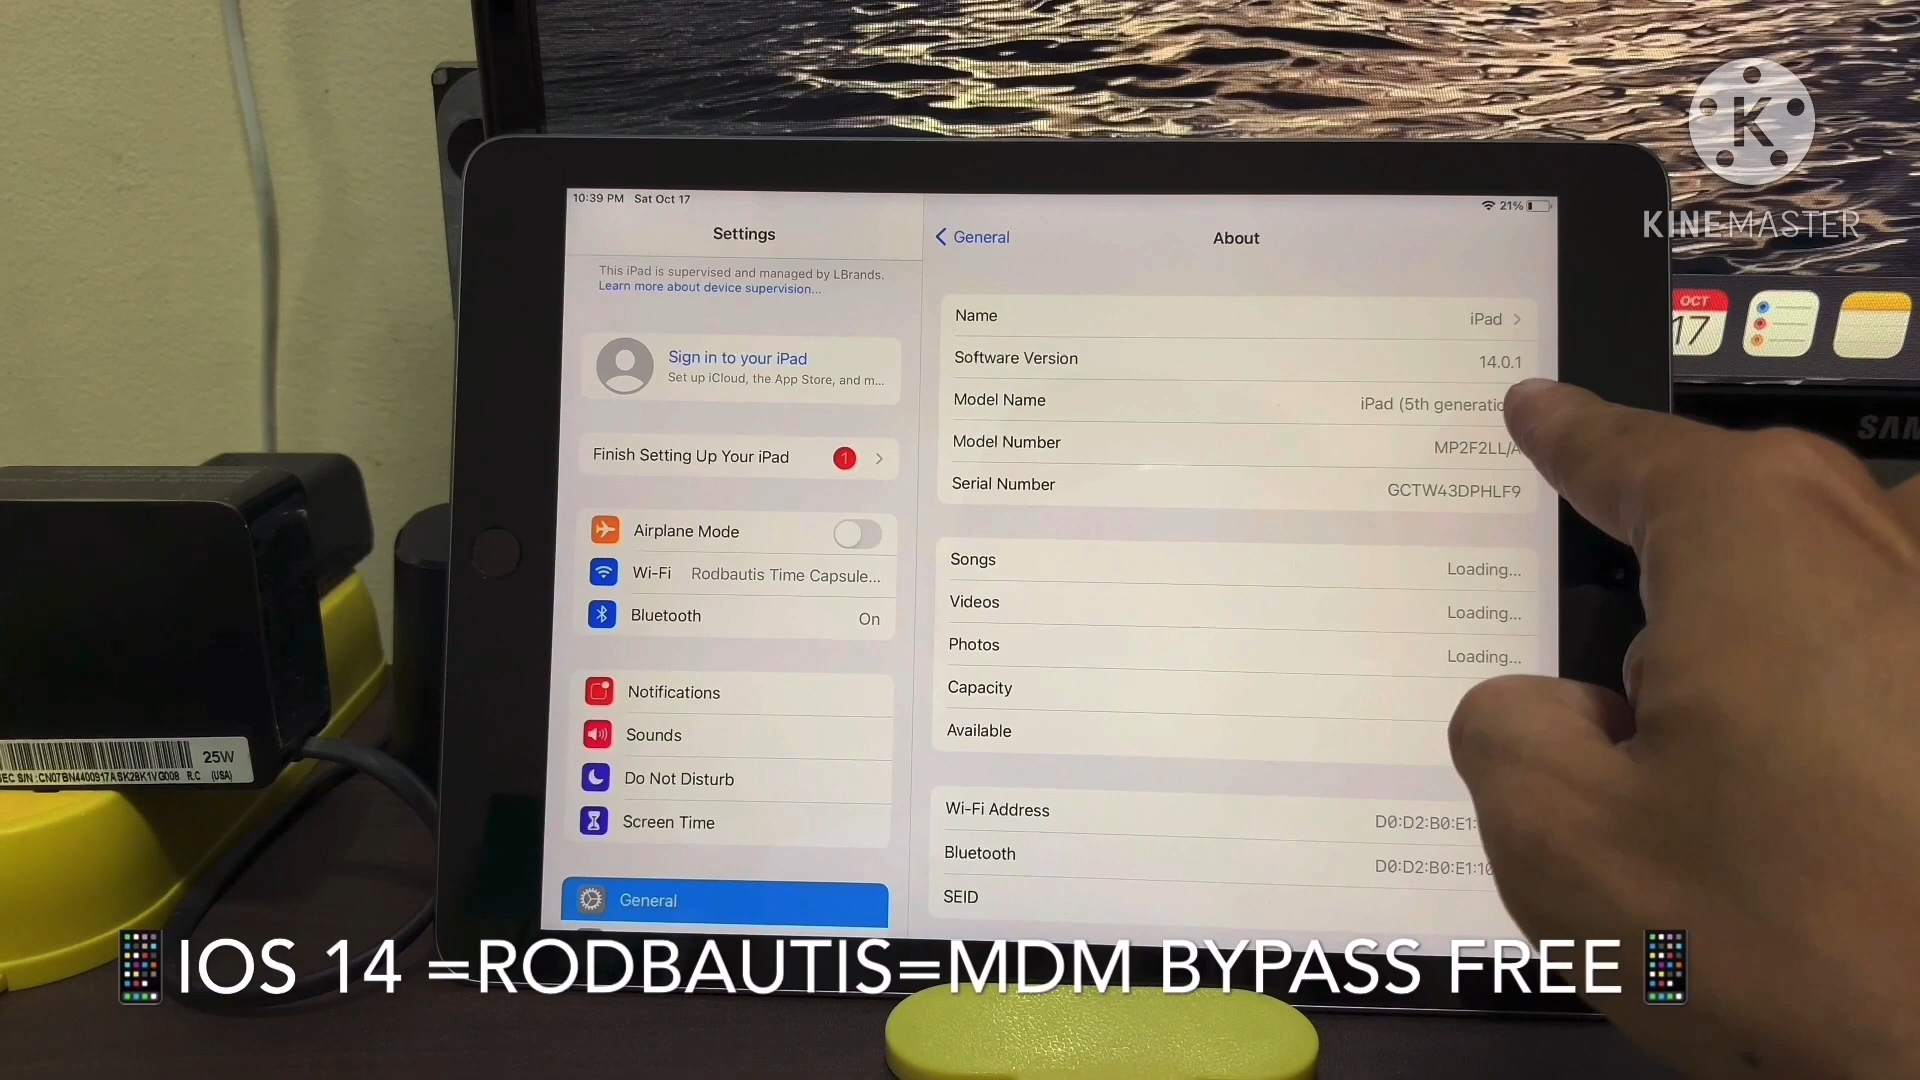 KINEMASTER
K
OCT
17
10:39 PM Sat Oct 17
21%
Settings
This iPad is supervised and managed by LBrands.
Learn more about device supervision...
Sign in to your iPad
Set up iCloud, the App Store, and m...
Finish Setting Up Your iPad 1
Airplane Mode
Wi-Fi Rodbautis Time Capsule...
Bluetooth On
Notifications
Sounds
Do Not Disturb
Screen Time
General
General
About
Name iPad
Software Version 14.0.1
Model Name iPad (5th generatio
Model Number MP2F2LL/A
Serial Number GCTW43DPHLF9
Songs Loading...
Videos Loading...
Photos Loading...
Capacity
Available
Wi-Fi Address D0:D2:B0:E1:
Bluetooth D0:D2:B0:E1:10
SEID
SAM
25W
R.C (USA)
IOS 14 =RODBAUTIS=MDM BYPASS FREE